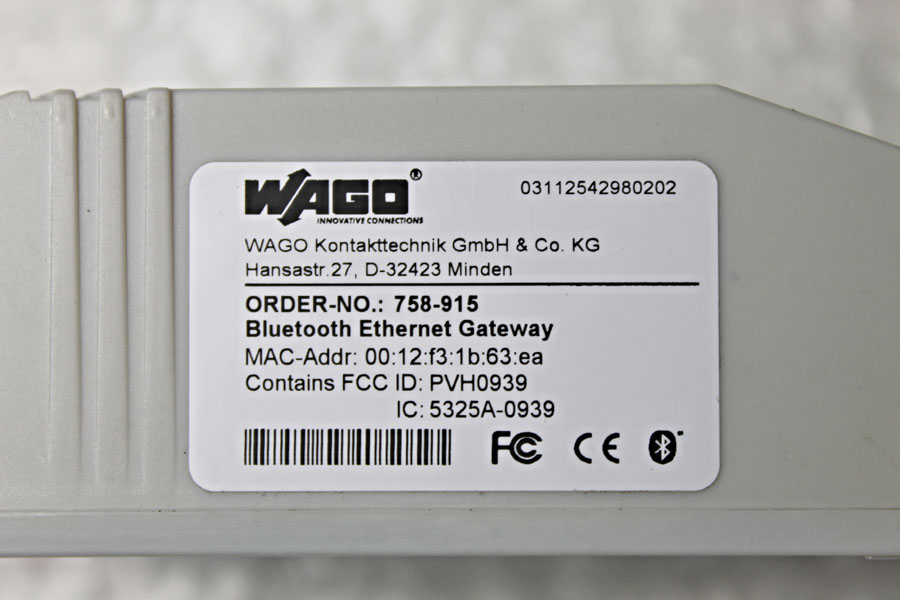 WAGO®
INNOVATIVE CONNECTIONS
03112542980202
WAGO Kontakttechnik GmbH & Co. KG
Hansastr.27, D-32423 Minden
ORDER-NO.: 758-915
Bluetooth Ethernet Gateway
MAC-Addr: 00:12:f3:1b:63:ea
Contains FCC ID: PVH0939
IC: 5325A-0939
FC CE